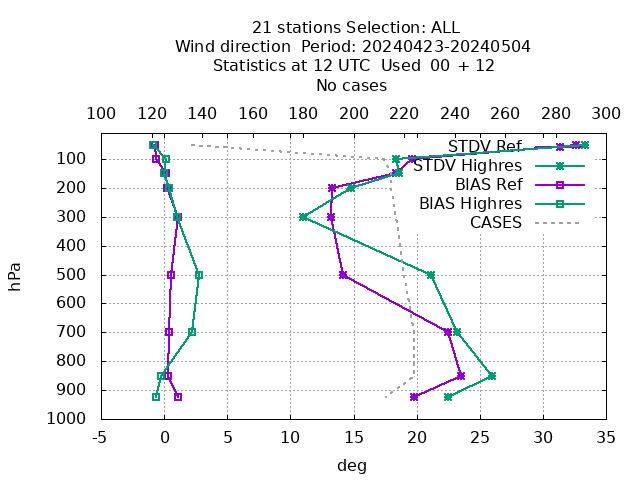 21 stations Selection: ALL
Wind direction  Period: 20240423-20240504
Statistics at 12 UTC  Used  00 + 12
No cases
100 120 140 160 180 200 220 240 260 280 300
STDV Ref
STDV Highres
BIAS Ref
BIAS Highres
CASES
hPa
100
200
300
400
500
600
700
800
900
1000
-5 0 5 10 15 20 25 30 35
deg